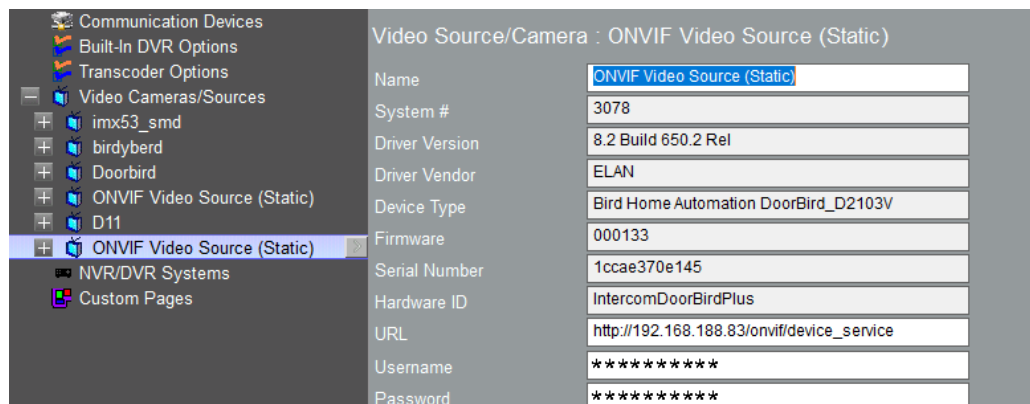 Communication Devices
Built-In DVR Options
Transcoder Options
Video Cameras/Sources
imx53_smd
birdyberd
Doorbird
ONVIF Video Source (Static)
D11
ONVIF Video Source (Static)
NVR/DVR Systems
Custom Pages
Video Source/Camera : ONVIF Video Source (Static)
Name ONVIF Video Source (Static)
System # 3078
Driver Version 8.2 Build 650.2 Rel
Driver Vendor ELAN
Device Type Bird Home Automation DoorBird_D2103V
Firmware 000133
Serial Number 1ccae370e145
Hardware ID IntercomDoorBirdPlus
URL http://192.168.188.83/onvif/device_service
Username **********
Password **********